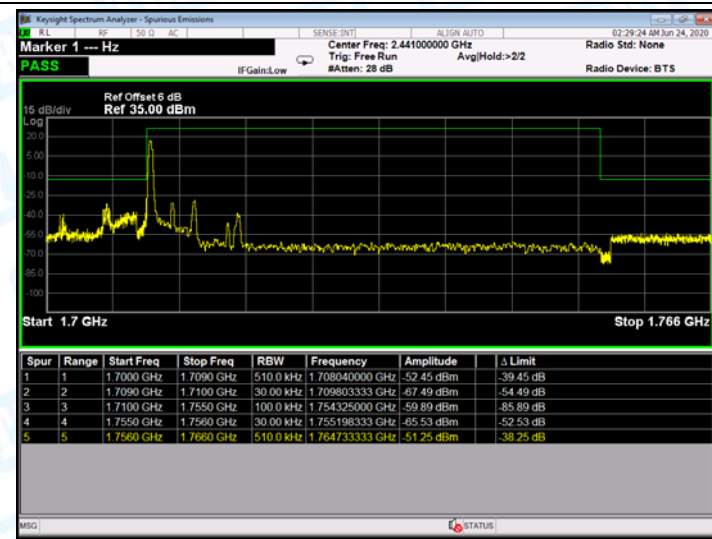 Keysight Spectrum Analyzer - Spurious Emissions
RL RF 50 Ω AC SENSE:INT ALIGN AUTO 02:29:24 AM Jun 24, 2020
Marker 1 --- Hz Center Freq: 2.441000000 GHz Radio Std: None
Trig: Free Run Avg|Hold:>2/2
PASS IFGain:Low #Atten: 28 dB Radio Device: BTS
Ref Offset 6 dB
15 dB/div Ref 35.00 dBm
Log
20.0
5.00
-10.0
-25.0
-40.0
-55.0
-70.0
-85.0
-100
Start 1.7 GHz Stop 1.766 GHz
Spur Range Start Freq Stop Freq RBW Frequency Amplitude Δ Limit
1 1 1.7000 GHz 1.7090 GHz 510.0 kHz 1.708040000 GHz -52.45 dBm -39.45 dB
2 2 1.7090 GHz 1.7100 GHz 30.00 kHz 1.709803333 GHz -67.49 dBm -54.49 dB
3 3 1.7100 GHz 1.7550 GHz 100.0 kHz 1.754325000 GHz -59.89 dBm -85.89 dB
4 4 1.7550 GHz 1.7560 GHz 30.00 kHz 1.755198333 GHz -65.53 dBm -52.53 dB
5 5 1.7560 GHz 1.7660 GHz 510.0 kHz 1.764733333 GHz -51.25 dBm -38.25 dB
MSG STATUS